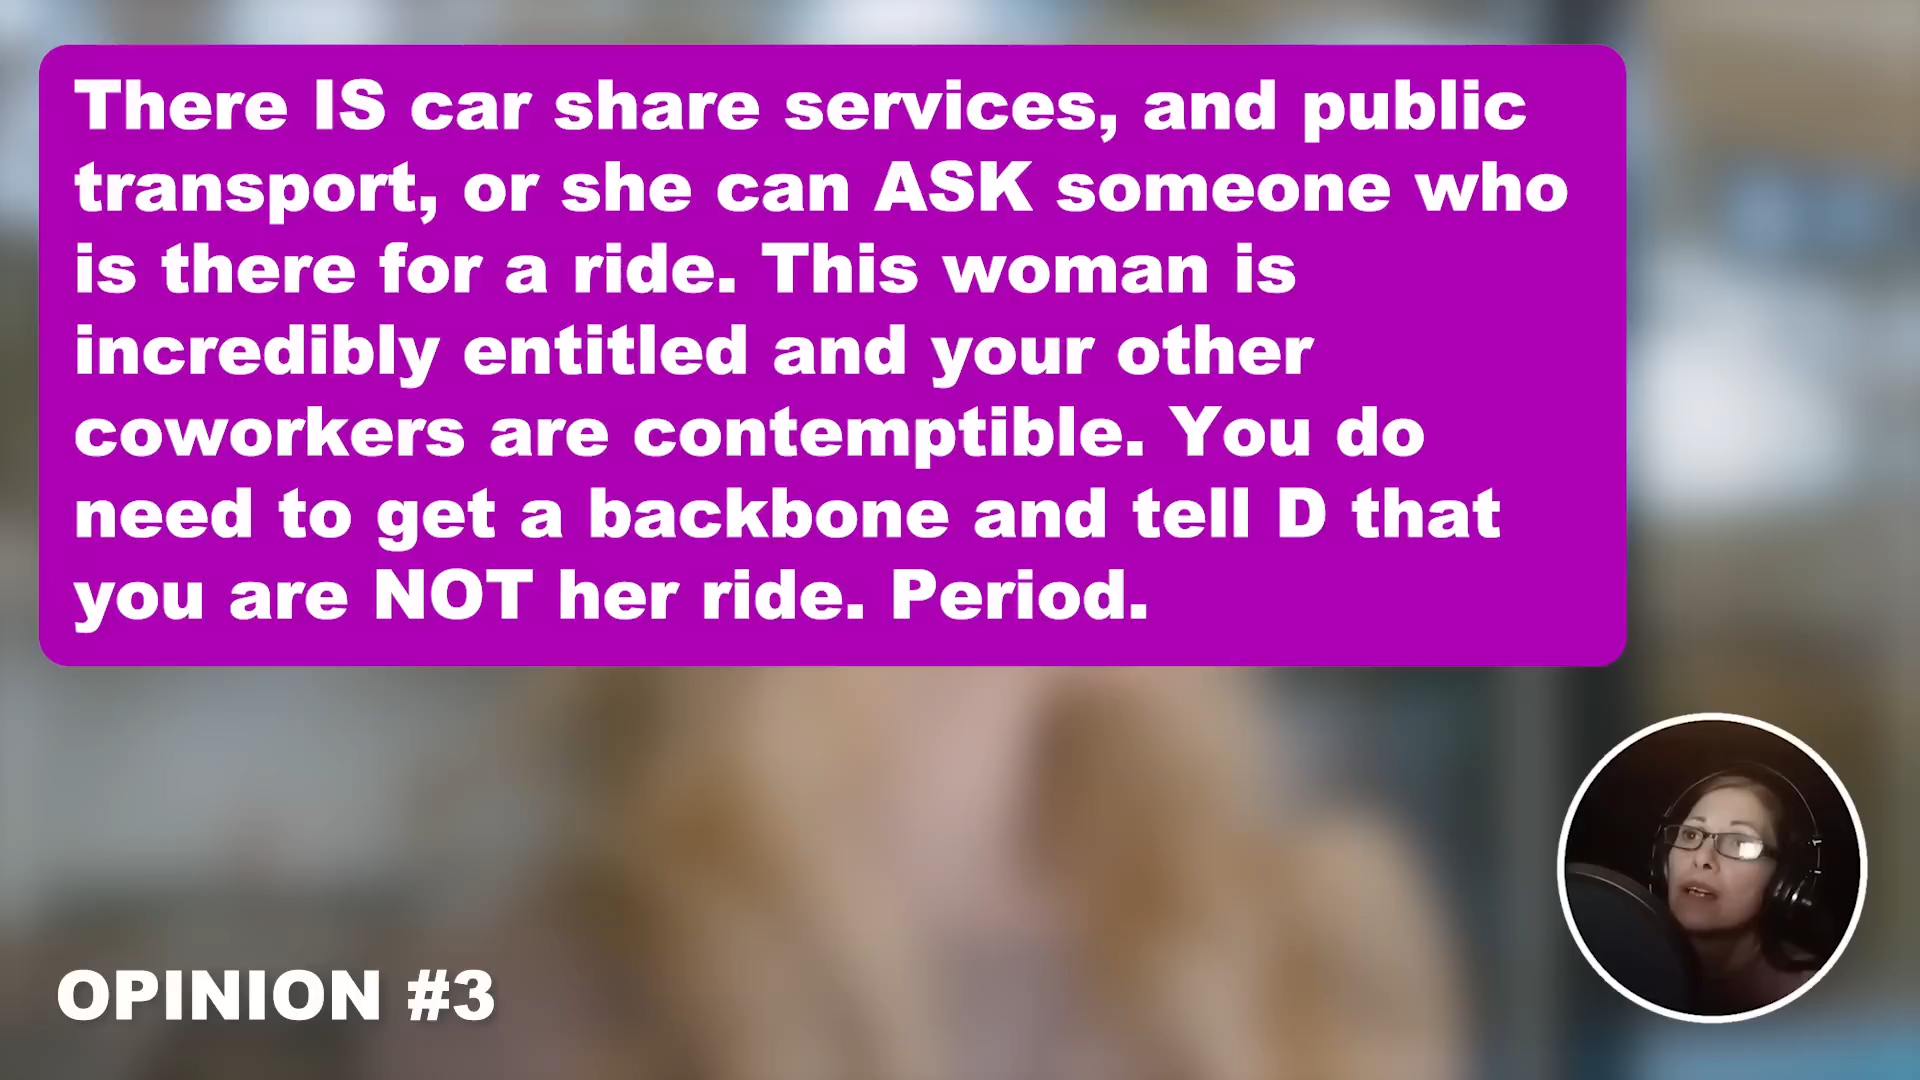 There IS car share services, and public
transport, or she can ASK someone who
is there for a ride. This woman is
incredibly entitled and your other
coworkers are contemptible. You do
need to get a backbone and tell D that
you are NOT her ride. Period.
OPINION #3